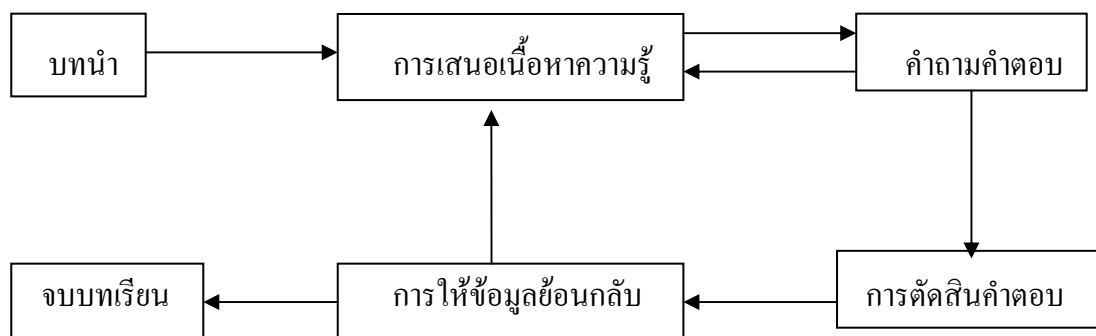 บทนำ
การเสนอเนื้อหาความรู้
คำถามคำตอบ
จบบทเรียน
การให้ข้อมูลย้อนกลับ
การตัดสินคำตอบ